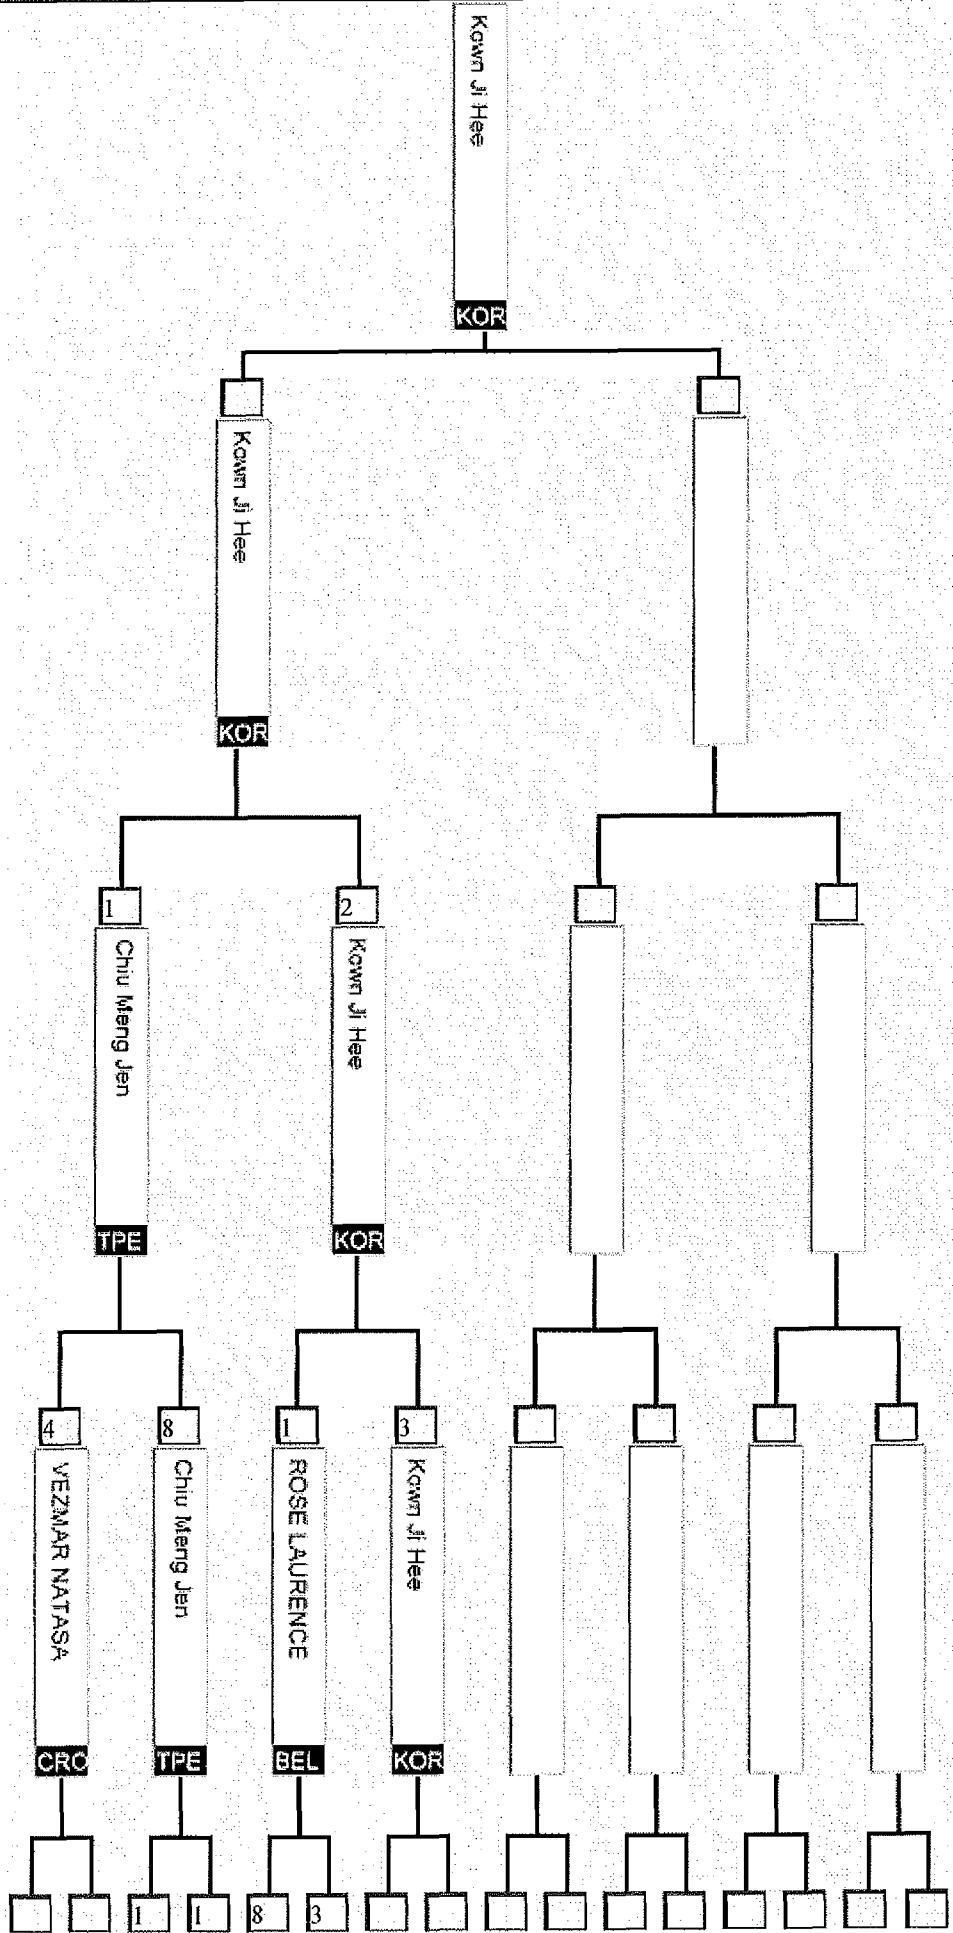 Kown Ji Hee
KOR
Kown Ji Hee
KOR
1
2
Chiu Meng Jen
Kown Ji Hee
TPE
KOR
4
8
1
3
VEZMAR NATASA
Chiu Meng Jen
ROSE LAURENCE
Kown Ji Hee
CRO
TPE
BEL
KOR
1
1
8
3